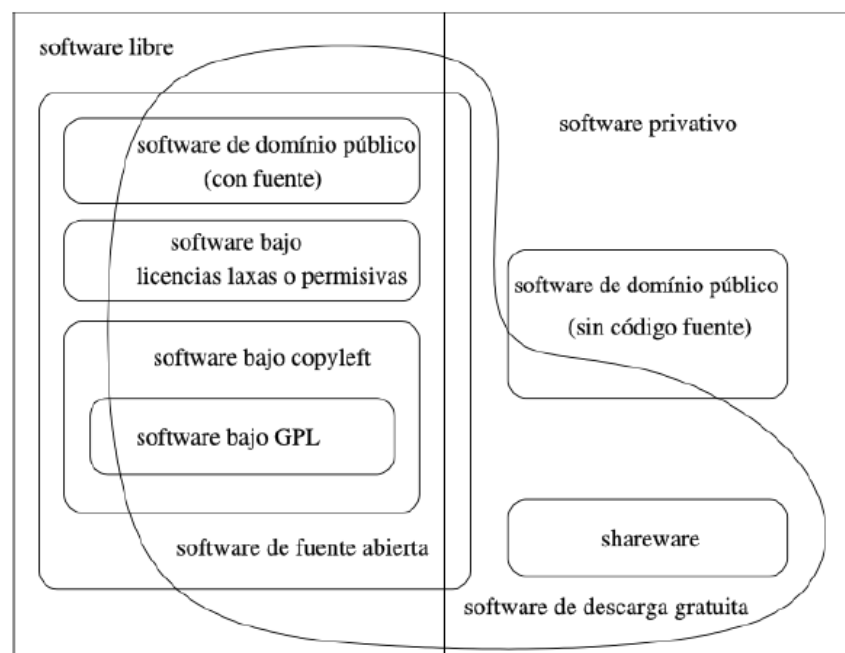 software libre
software de domínio público
(con fuente)
software bajo
licencias laxas o permisivas
software bajo copyleft
software bajo GPL
software de fuente abierta
software privativo
software de domínio público
(sin código fuente)
shareware
software de descarga gratuita